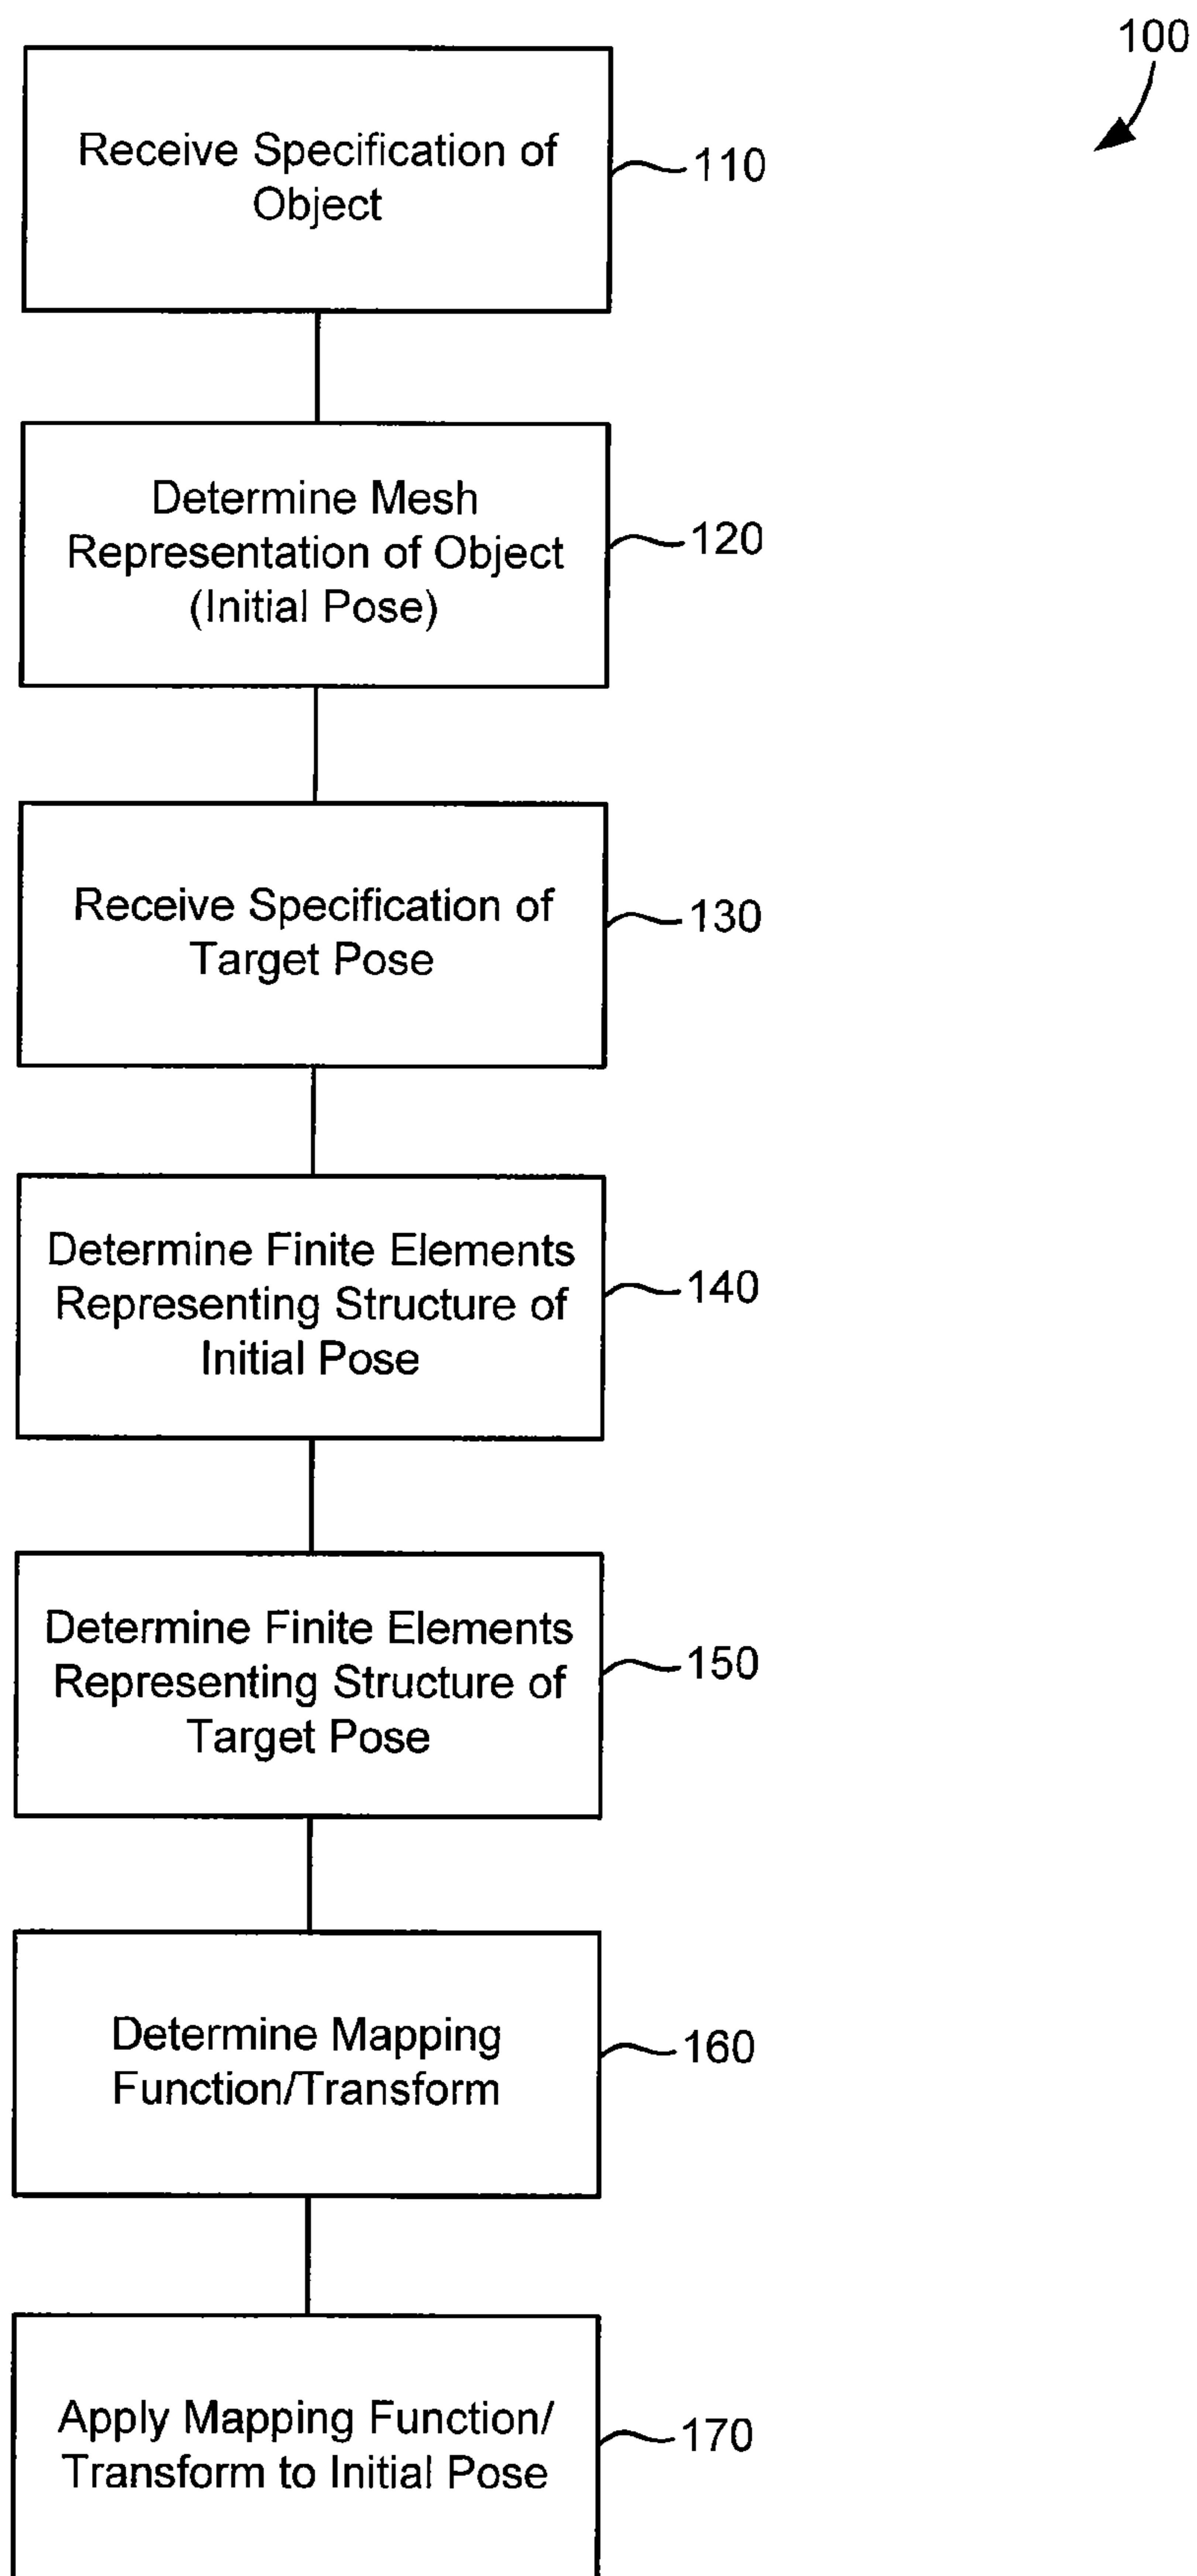 100
Receive Specification of
Object
110
Determine Mesh
Representation of Object
(Initial Pose)
120
Receive Specification of
Target Pose
130
Determine Finite Elements
Representing Structure of
Initial Pose
140
Determine Finite Elements
Representing Structure of
Target Pose
150
Determine Mapping
Function/Transform
160
Apply Mapping Function/
Transform to Initial Pose
170